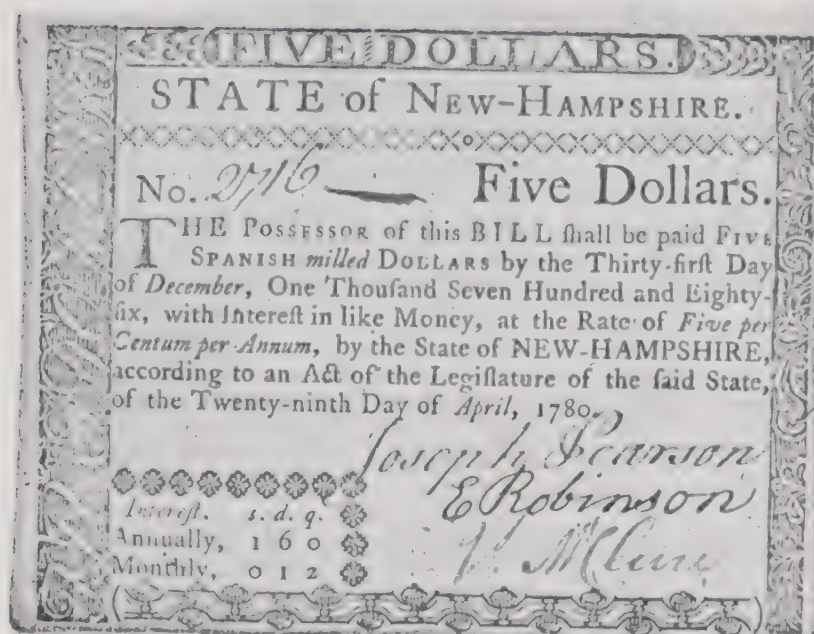 FIVE DOLLARS.
STATE of NEW-HAMPSHIRE.
No. 2716 Five Dollars.
THE POSSESSOR of this BILL ſhall be paid FIVE
SPANISH milled DOLLARS by the Thirty-firſt Day
of December, One Thouſand Seven Hundred and Eighty-
ſix, with Intereſt in like Money, at the Rate of Five per
Centum per Annum, by the State of NEW-HAMPSHIRE,
according to an Act of the Legiſlature of the ſaid State,
of the Twenty-ninth Day of April, 1780.
Joseph Pearson
E Robinson
Intereſt. s. d. q.
Annually, 1 6 0
Monthly, 0 1 2